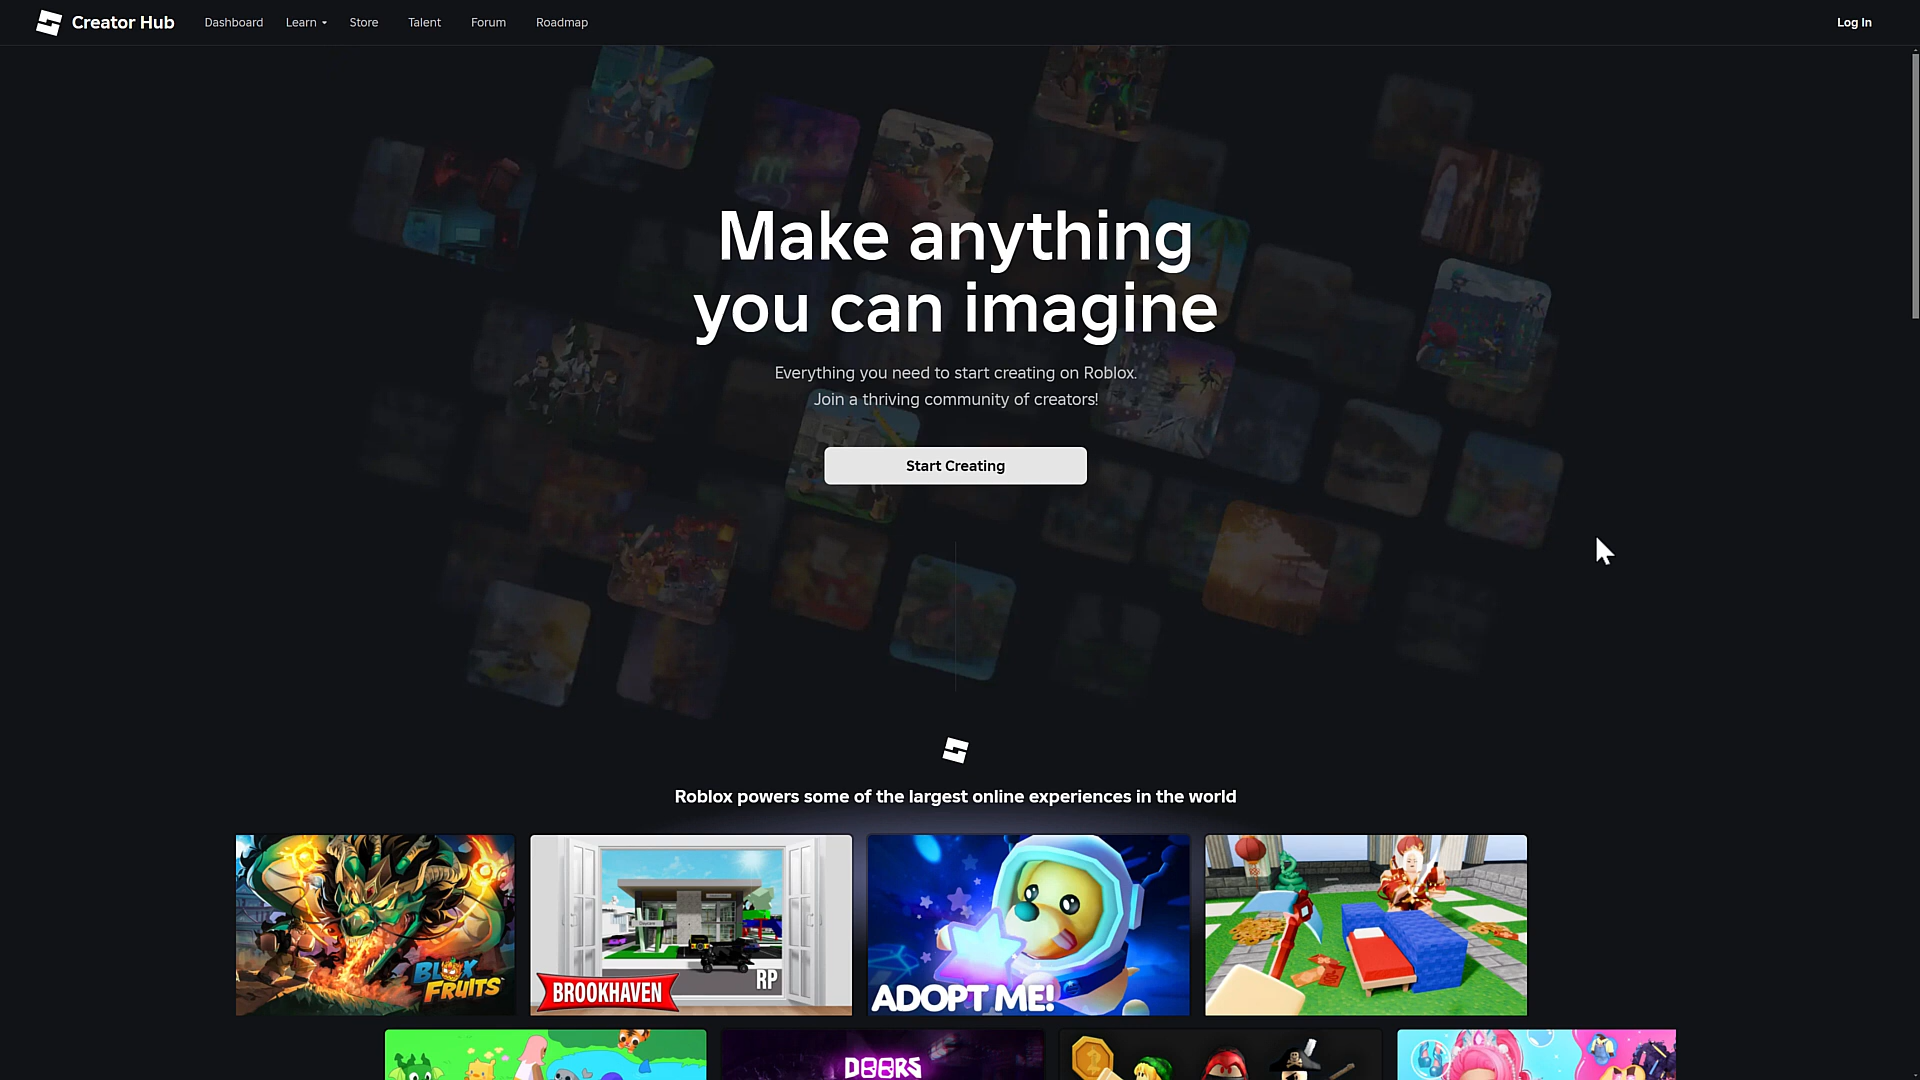 Creator Hub
Dashboard
Learn
Store
Talent
Forum
Roadmap
Log In
Make anything
you can imagine
Everything you need to start creating on Roblox.
Join a thriving community of creators!
Start Creating
Roblox powers some of the largest online experiences in the world
BLOX
FRUITS
BROOKHAVEN
RP
ADOPT ME!
DOORS